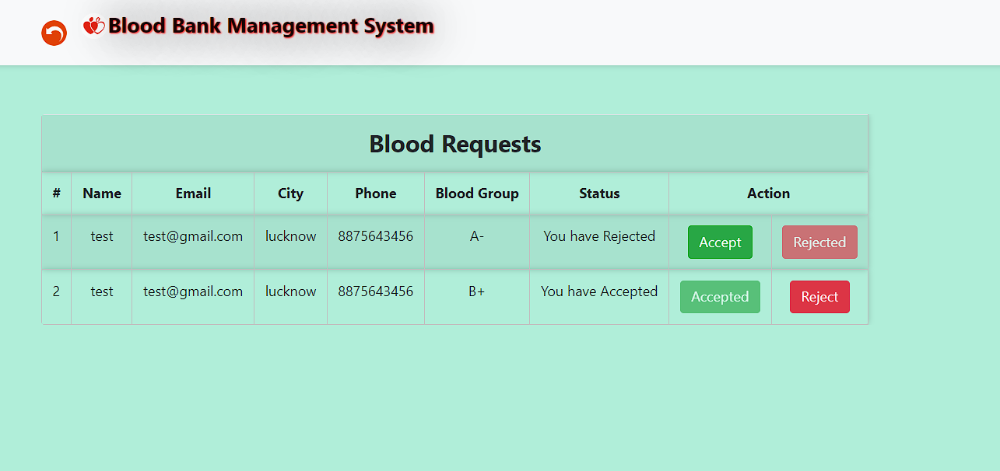 Blood Bank Management System
Blood Requests
# Name Email City Phone Blood Group Status Action
1 test test@gmail.com lucknow 8875643456 A- You have Rejected Accept Rejected
2 test test@gmail.com lucknow 8875643456 B+ You have Accepted Accepted Reject